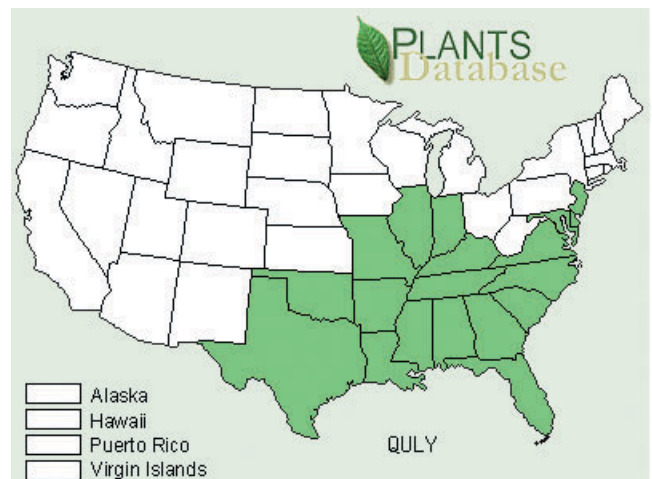 PLANTS
Database
Alaska
Hawaii
Puerto Rico
Virgin Islands
QULY